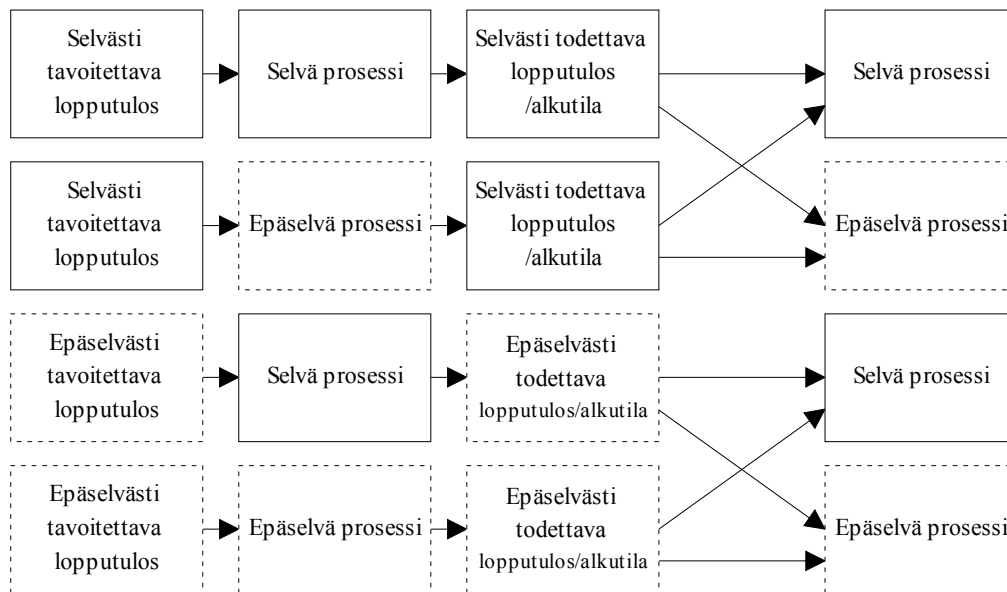 Selvästi
tavoitettava
lopputulos
Selvä prosessi
Selvästi todettava
lopputulos
/alkutila
Selvä prosessi
Selvästi
tavoitettava
lopputulos
Epäselvä prosessi
Selvästi todettava
lopputulos
/alkutila
Epäselvä prosessi
Epäselvästi
tavoitettava
lopputulos
Selvä prosessi
Epäselvästi
todettava
lopputulos/alkutila
Selvä prosessi
Epäselvästi
tavoitettava
lopputulos
Epäselvä prosessi
Epäselvästi
todettava
lopputulos/alkutila
Epäselvä prosessi